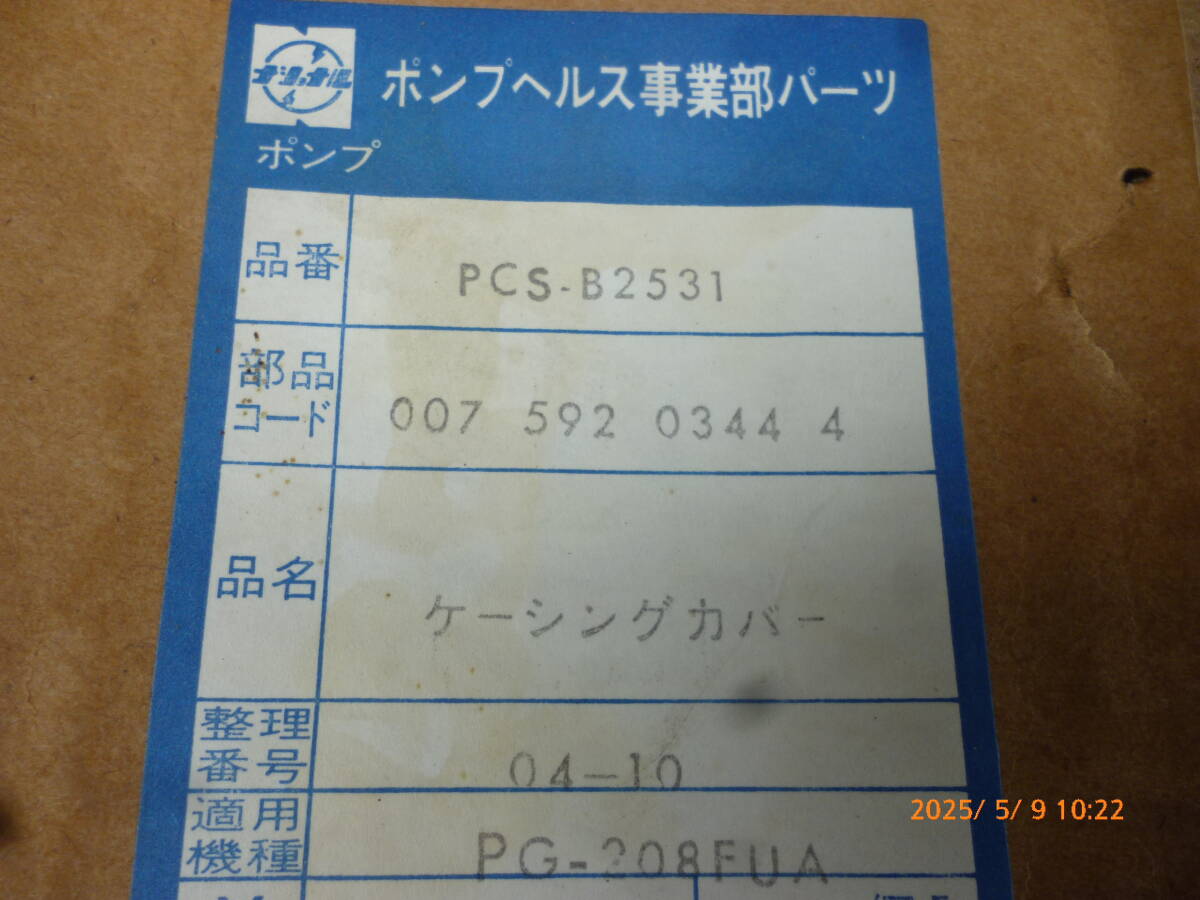 ポンプヘルス事業部パーツ
ポンプ
品番 PCS-B2531
部品コード 007 592 0344 4
品名 ケーシングカバー
整理番号 04-10
適用機種 PG-208FUA
2025/ 5/ 9 10:22